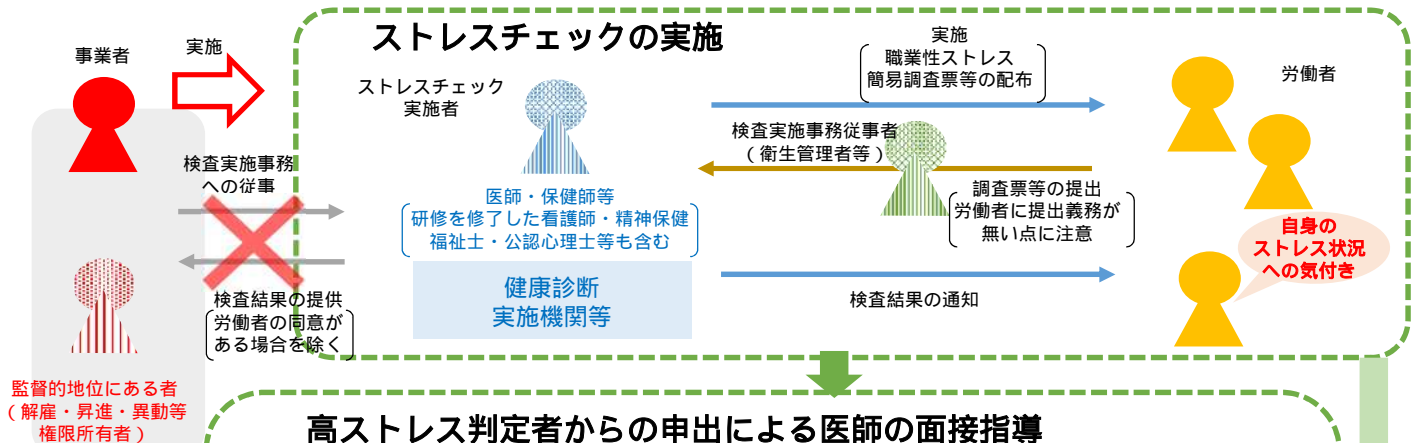 ストレスチェックの実施
事業者
実施
ストレスチェック
実施者
実施
職業性ストレス
簡易調査票等の配布
労働者
検査実施事務従事者
（衛生管理者等）
検査実施事務
への従事
医師・保健師等
研修を修了した看護師・精神保健
福祉士・公認心理士等も含む
調査票等の提出
労働者に提出義務が
無い点に注意
自身の
ストレス状況
への気付き
健康診断
実施機関等
検査結果の通知
検査結果の提供
労働者の同意が
ある場合を除く
監督的地位にある者
（解雇・昇進・異動等
権限所有者）
高ストレス判定者からの申出による医師の面接指導